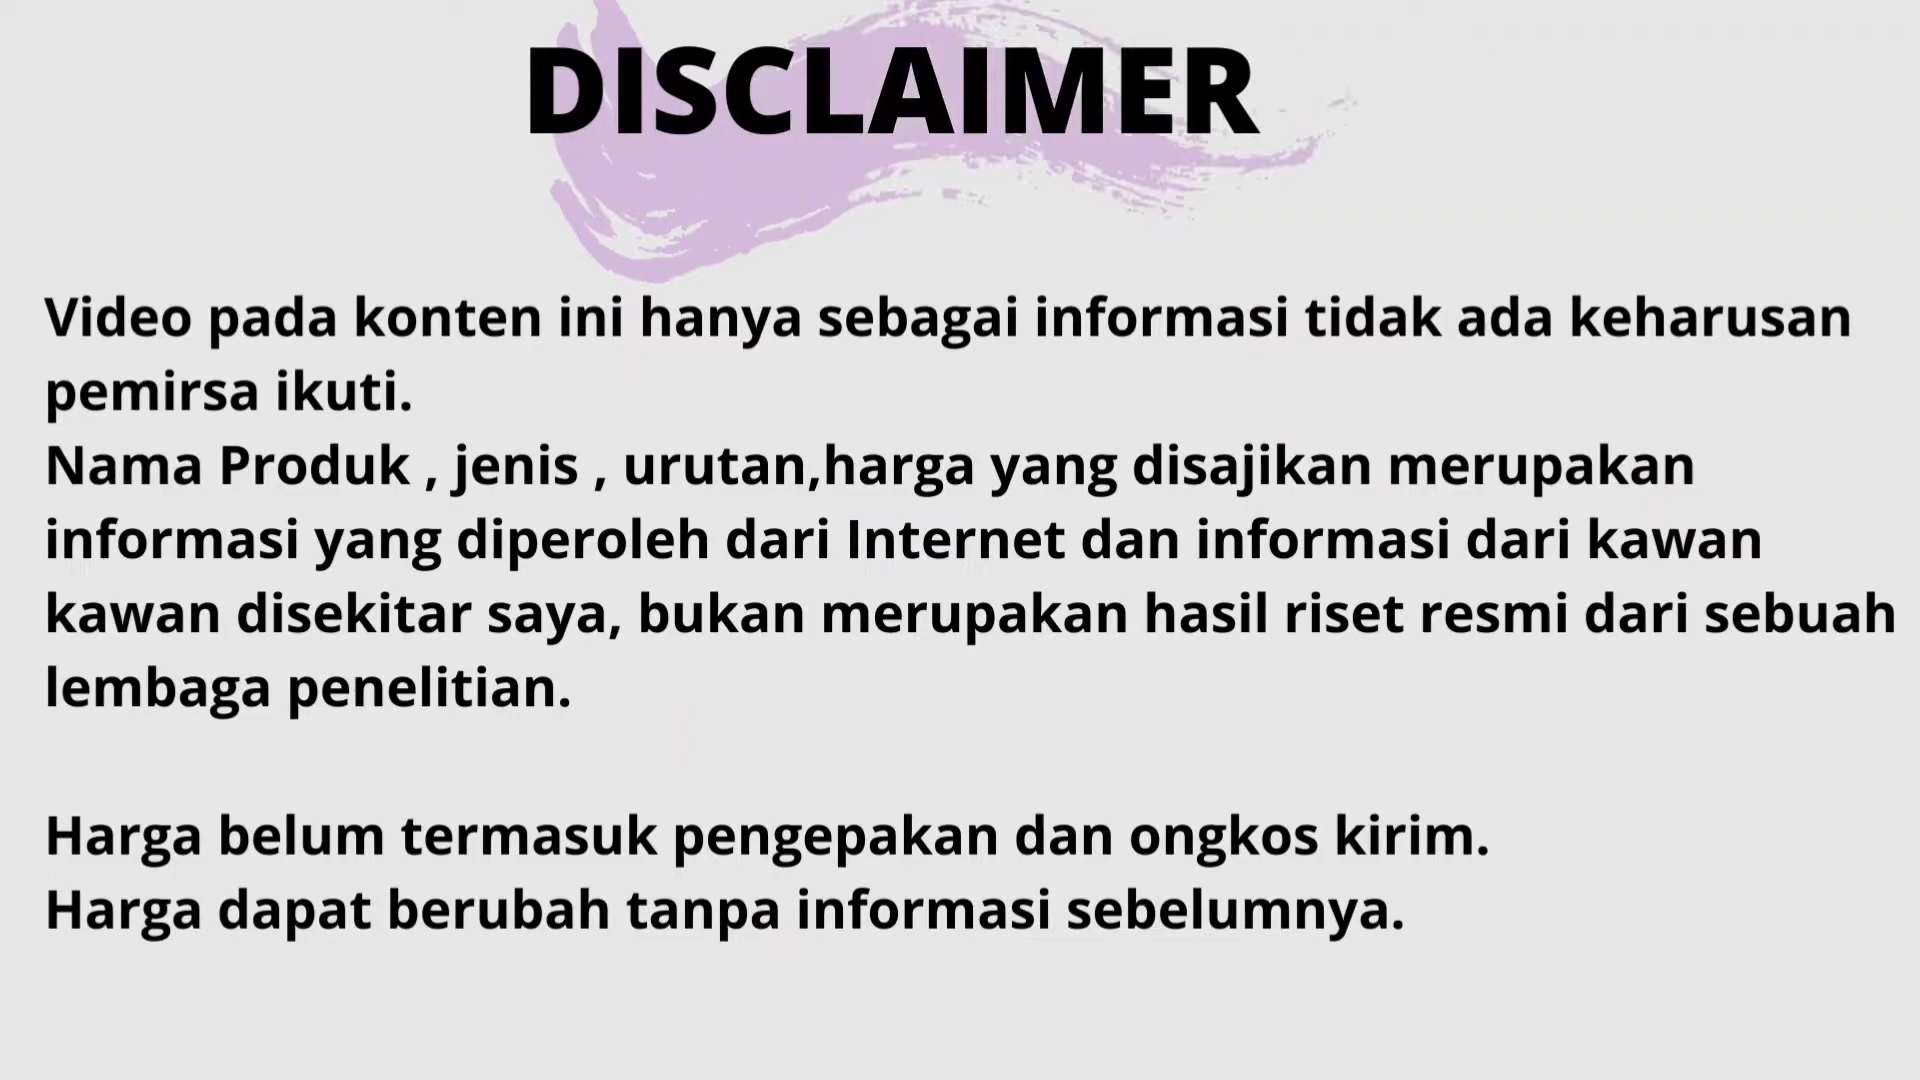 DISCLAIMER
Video pada konten ini hanya sebagai informasi tidak ada keharusan
pemirsa ikuti.
Nama Produk , jenis , urutan,harga yang disajikan merupakan
informasi yang diperoleh dari Internet dan informasi dari kawan
kawan disekitar saya, bukan merupakan hasil riset resmi dari sebuah
lembaga penelitian.
Harga belum termasuk pengepakan dan ongkos kirim.
Harga dapat berubah tanpa informasi sebelumnya.